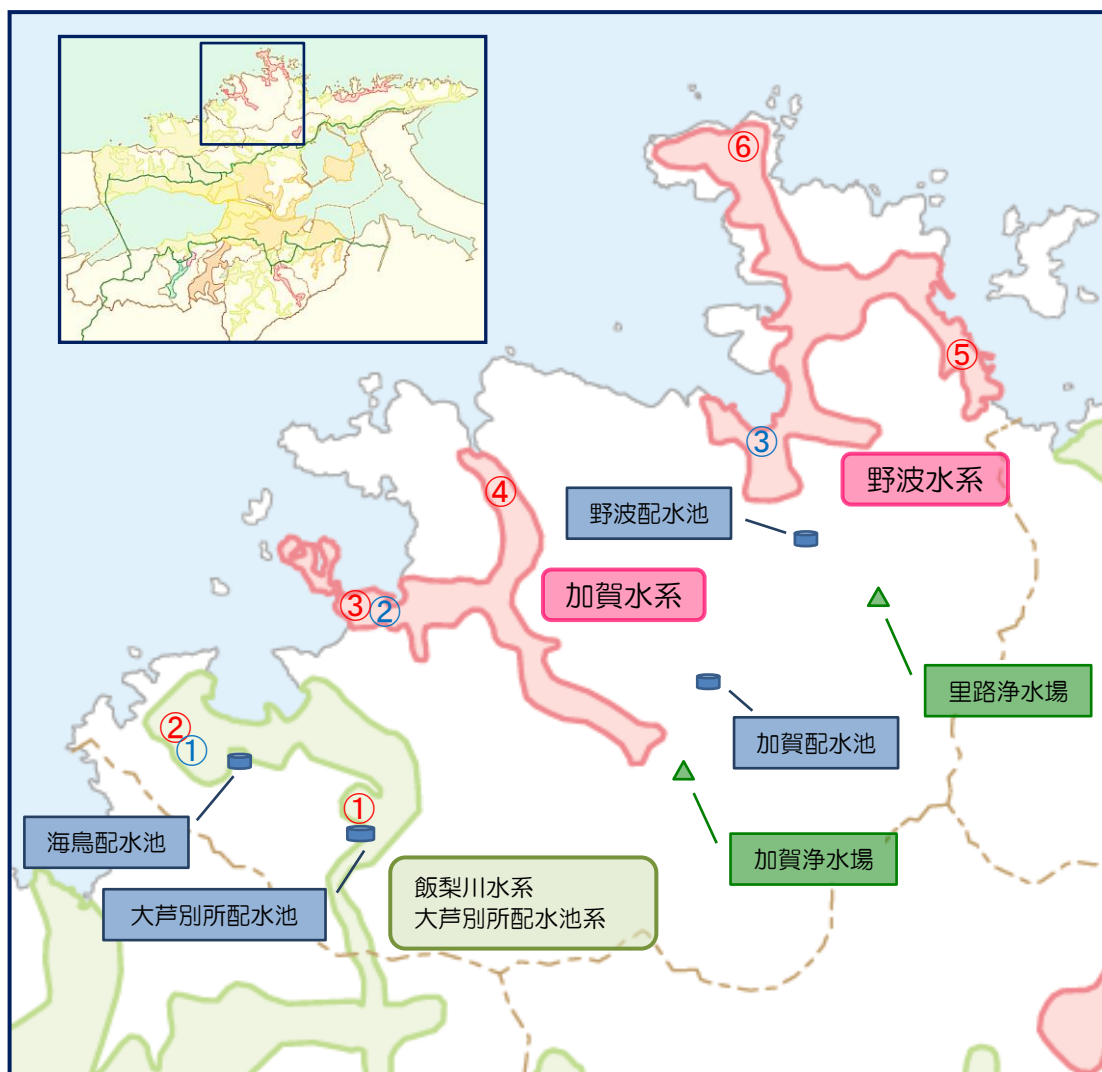 ⑥
⑤
③
野波水系
④
野波配水池
加賀水系
③
②
里路浄水場
②
①
加賀配水池
①
海鳥配水池
加賀浄水場
飯梨川水系
大芦別所配水池系
大芦別所配水池